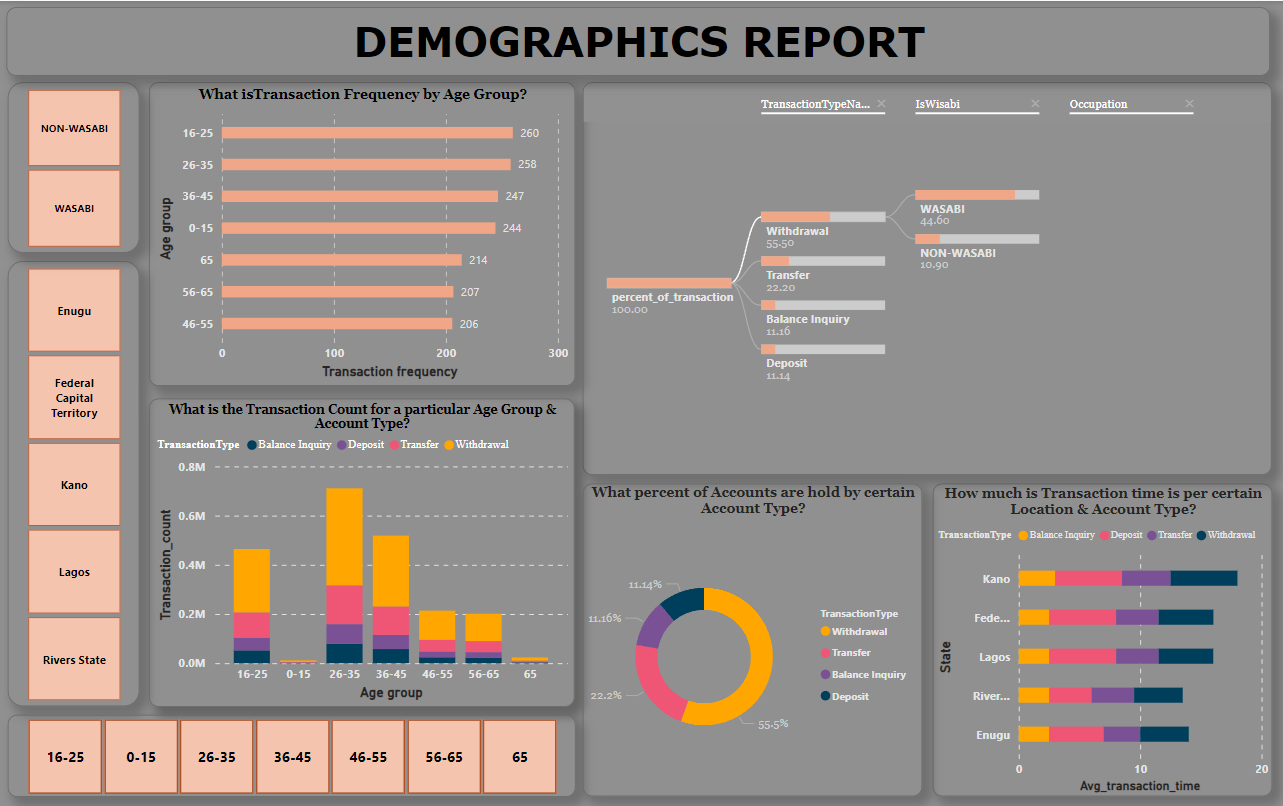 DEMOGRAPHICS REPORT
NON-WASABI
WASABI
Enugu
Federal
Capital
Territory
Kano
Lagos
Rivers State
What isTransaction Frequency by Age Group?
Age group
16-25
260
26-35
258
36-45
247
0-15
244
65
214
56-65
207
46-55
206
0
100
200
300
Transaction frequency
What is the Transaction Count for a particular Age Group &
Account Type?
TransactionType Balance Inquiry Deposit Transfer Withdrawal
Transaction_count
0.8M
0.6M
0.4M
0.2M
0.0M
16-25 0-15 26-35 36-45 46-55 56-65 65
Age group
16-25
0-15
26-35
36-45
46-55
56-65
65
TransactionTypeNa... ×
IsWisabi ×
Occupation ×
percent_of_transaction
100.00
Withdrawal
55.50
Transfer
22.20
Balance Inquiry
11.16
Deposit
11.14
WASABI
44.60
NON-WASABI
10.90
What percent of Accounts are hold by certain
Account Type?
11.14%
11.16%
22.2%
55.5%
TransactionType
Withdrawal
Transfer
Balance Inquiry
Deposit
How much is Transaction time is per certain
Location & Account Type?
TransactionType Balance Inquiry Deposit Transfer Withdrawal
State
Kano
Fede...
Lagos
River...
Enugu
0
10
20
Avg_transaction_time